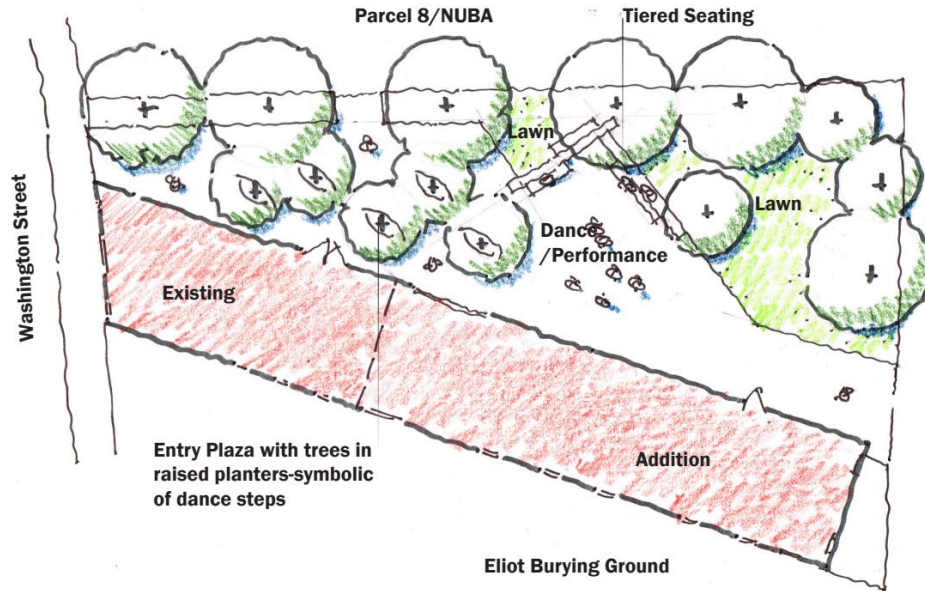 Parcel 8/NUBA
Tiered Seating
Lawn
Lawn
Dance
/Performance
Washington Street
Existing
Entry Plaza with trees in
raised planters-symbolic
of dance steps
Addition
Eliot Burying Ground